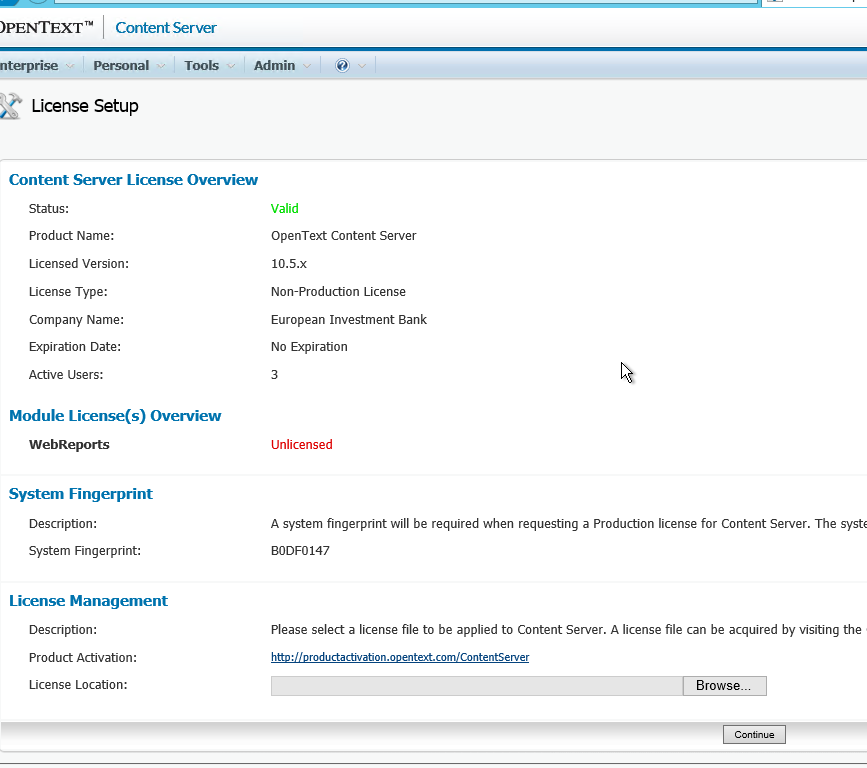 OPENTEXT™ Content Server
nterprise Personal Tools Admin ?
License Setup
Content Server License Overview
Status: Valid
Product Name: OpenText Content Server
Licensed Version: 10.5.x
License Type: Non-Production License
Company Name: European Investment Bank
Expiration Date: No Expiration
Active Users: 3
Module License(s) Overview
WebReports Unlicensed
System Fingerprint
Description: A system fingerprint will be required when requesting a Production license for Content Server. The syste
System Fingerprint: B0DF0147
License Management
Description: Please select a license file to be applied to Content Server. A license file can be acquired by visiting the
Product Activation: http://productactivation.opentext.com/ContentServer
License Location: Browse...
Continue